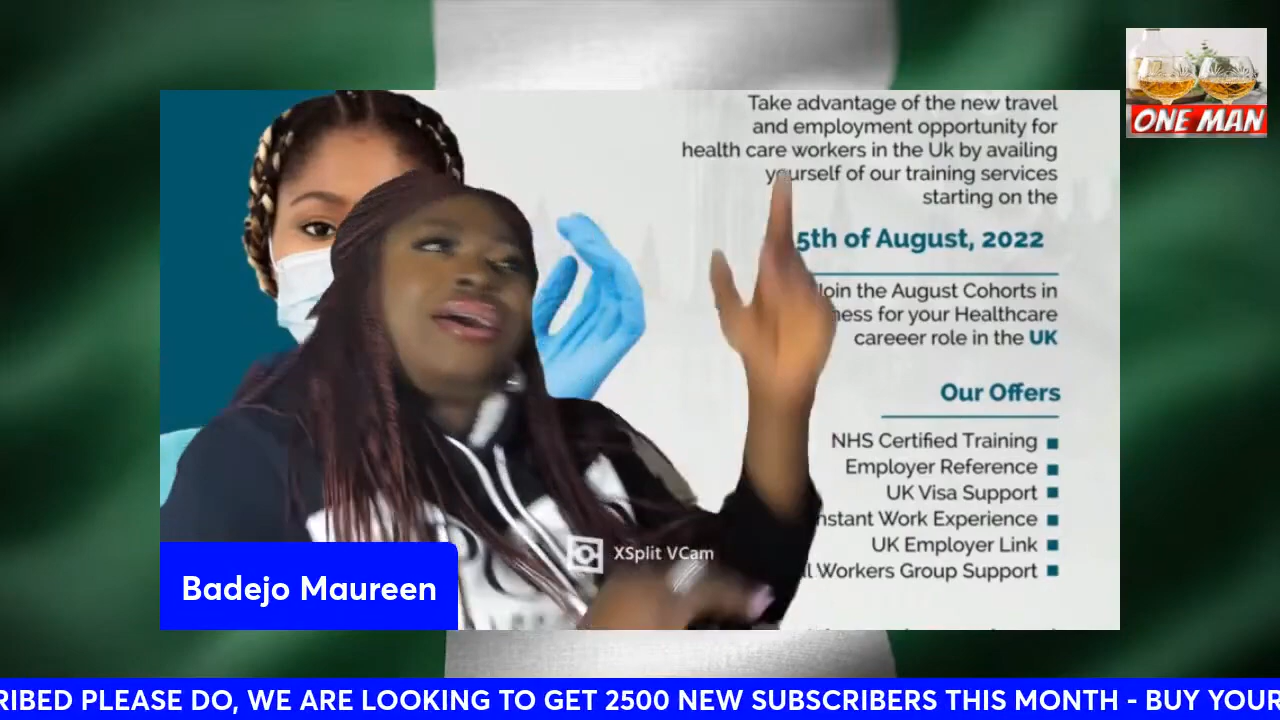 Take advantage of the new travel
and employment opportunity for
health care workers in the Uk by availing
yourself of our training services
starting on the
5th of August, 2022
Join the August Cohorts in
for your Healthcare
careeer role in the UK
Our Offers
NHS Certified Training
Employer Reference
UK Visa Support
Work Experience
UK Employer Link
Workers Group Support
ONE MAN
XSplit VCam
Badejo Maureen
PLEASE DO, WE ARE LOOKING TO GET 2500 NEW SUBSCRIBERS THIS MONTH - BUY YOUR